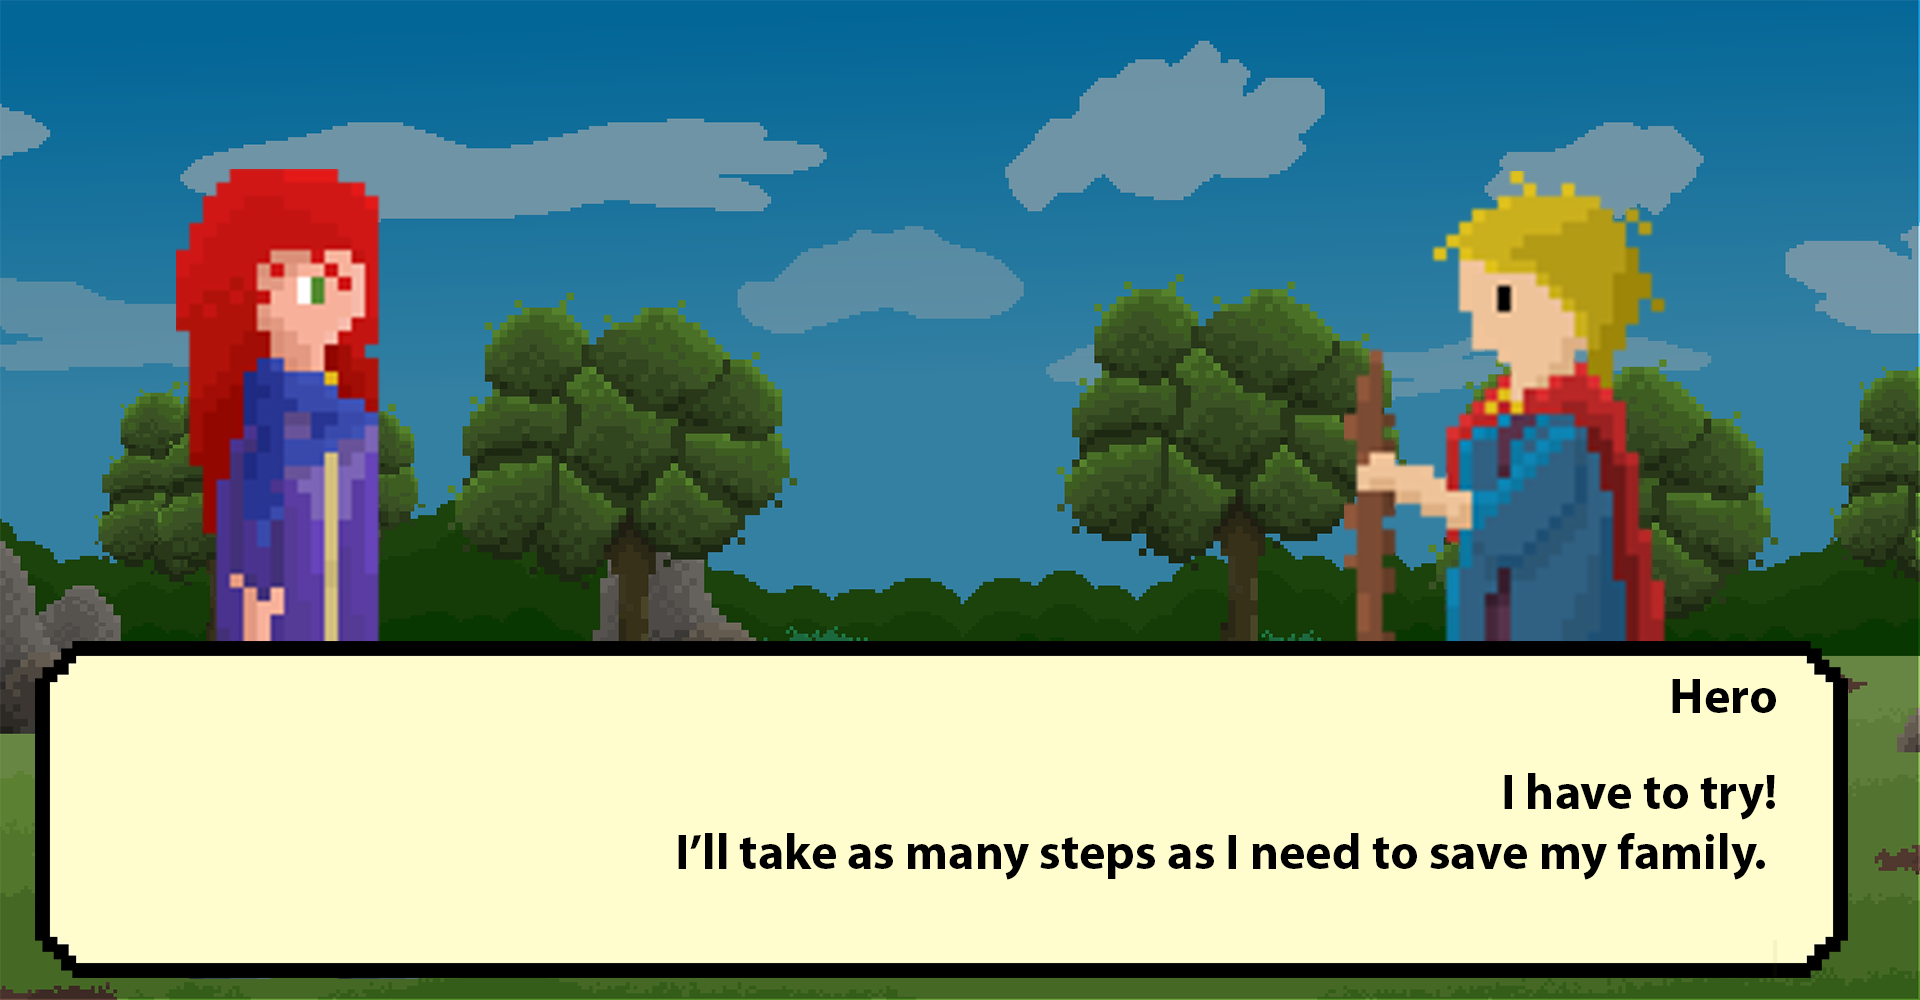 Hero
I have to try!
I’ll take as many steps as I need to save my family.